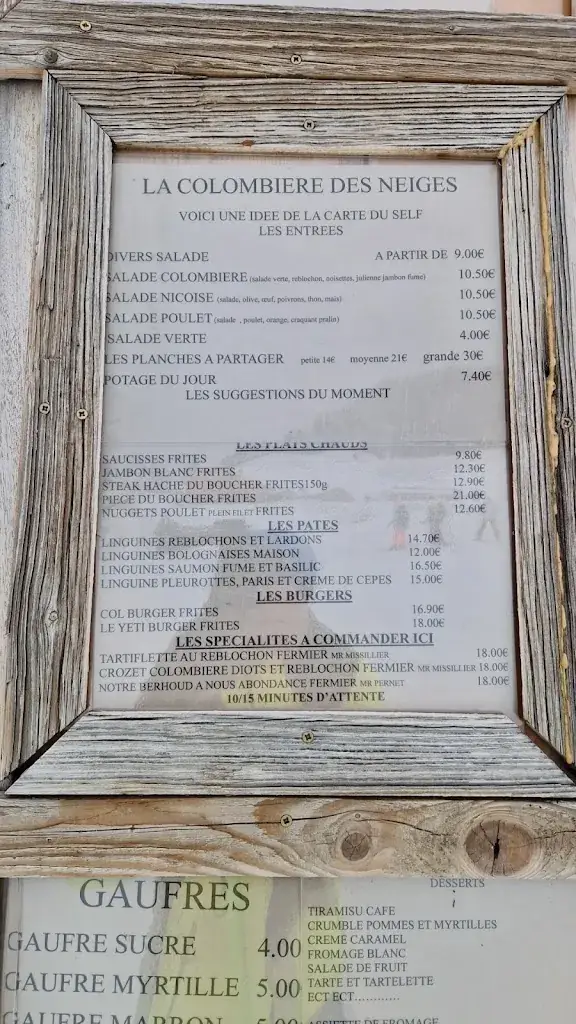 LA COLOMBIERE DES NEIGES
VOICI UNE IDEE DE LA CARTE DU SELF
LES ENTREES
DIVERS SALADE A PARTIR DE 9.00€
SALADE COLOMBIERE (salade verte, reblochon, noisettes, julienne jambon fume) 10.50€
SALADE NICOISE (salade, olive, œuf, poivrons, thon, mais) 10.50€
SALADE POULET (salade , poulet, orange, craquant pralin) 10.50€
SALADE VERTE 4.00€
LES PLANCHES A PARTAGER petite 14€ moyenne 21€ grande 30€
POTAGE DU JOUR 7.40€
LES SUGGESTIONS DU MOMENT
LES PLATS CHAUDS
SAUCISSES FRITES 9.80€
JAMBON BLANC FRITES 12.30€
STEAK HACHE DU BOUCHER FRITES150g 12.90€
PIECE DU BOUCHER FRITES 21.00€
NUGGETS POULET PLEIN FILET FRITES 12.60€
LES PATES
LINGUINES REBLOCHONS ET LARDONS 14.70€
LINGUINES BOLOGNAISES MAISON 12.00€
LINGUINES SAUMON FUME ET BASILIC 16.50€
LINGUINE PLEUROTTES, PARIS ET CREME DE CEPES 15.00€
LES BURGERS
COL BURGER FRITES 16.90€
LE YETI BURGER FRITES 18.00€
LES SPECIALITES A COMMANDER ICI
TARTIFLETTE AU REBLOCHON FERMIER MR MISSILLIER 18.00€
CROZET COLOMBIERE DIOTS ET REBLOCHON FERMIER MR MISSILLIER 18.00€
NOTRE BERHOUD A NOUS ABONDANCE FERMIER MR PERNET 18.00€
10/15 MINUTES D'ATTENTE
GAUFRES
GAUFRE SUCRE 4.00
GAUFRE MYRTILLE 5.00
GAUFRE MARRON 5.00
DESSERTS
TIRAMISU CAFE
CRUMBLE POMMES ET MYRTILLES
CREME CARAMEL
FROMAGE BLANC
SALADE DE FRUIT
TARTE ET TARTELETTE
ECT ECT............
ASSIETTE DE FROMAGE